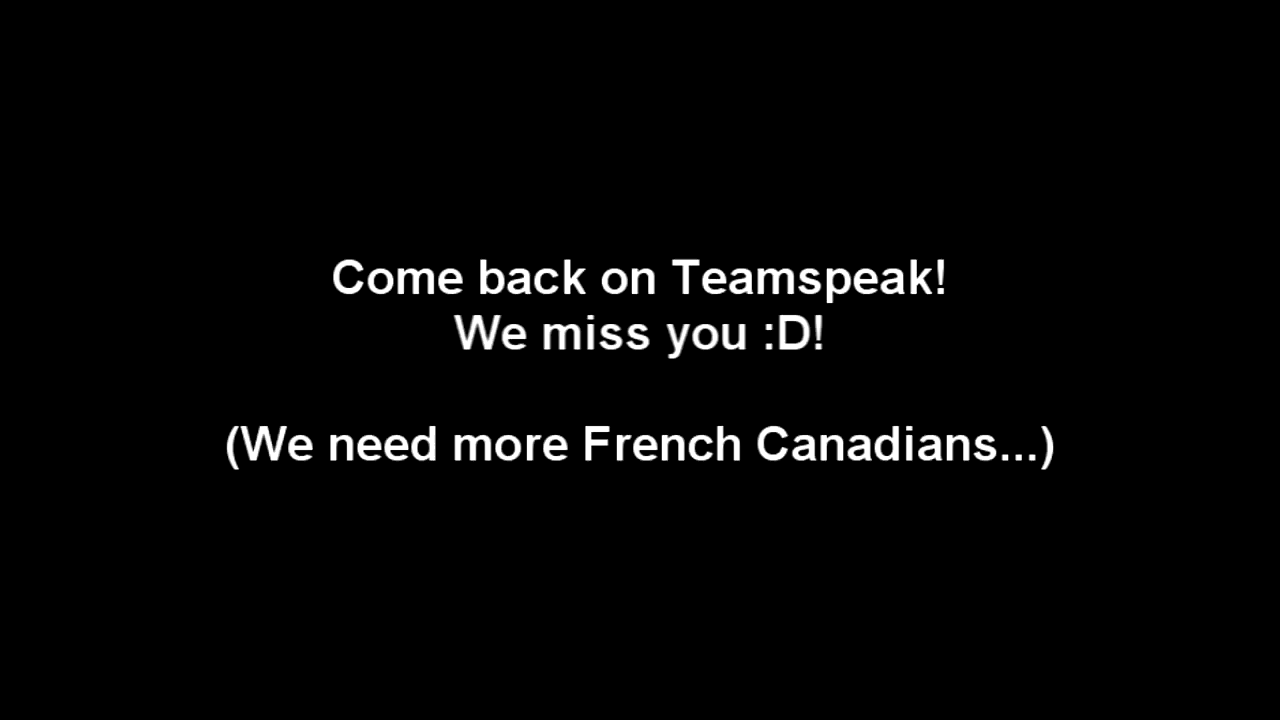 Come back on Teamspeak!
We miss you :D!
(We need more French Canadians...)